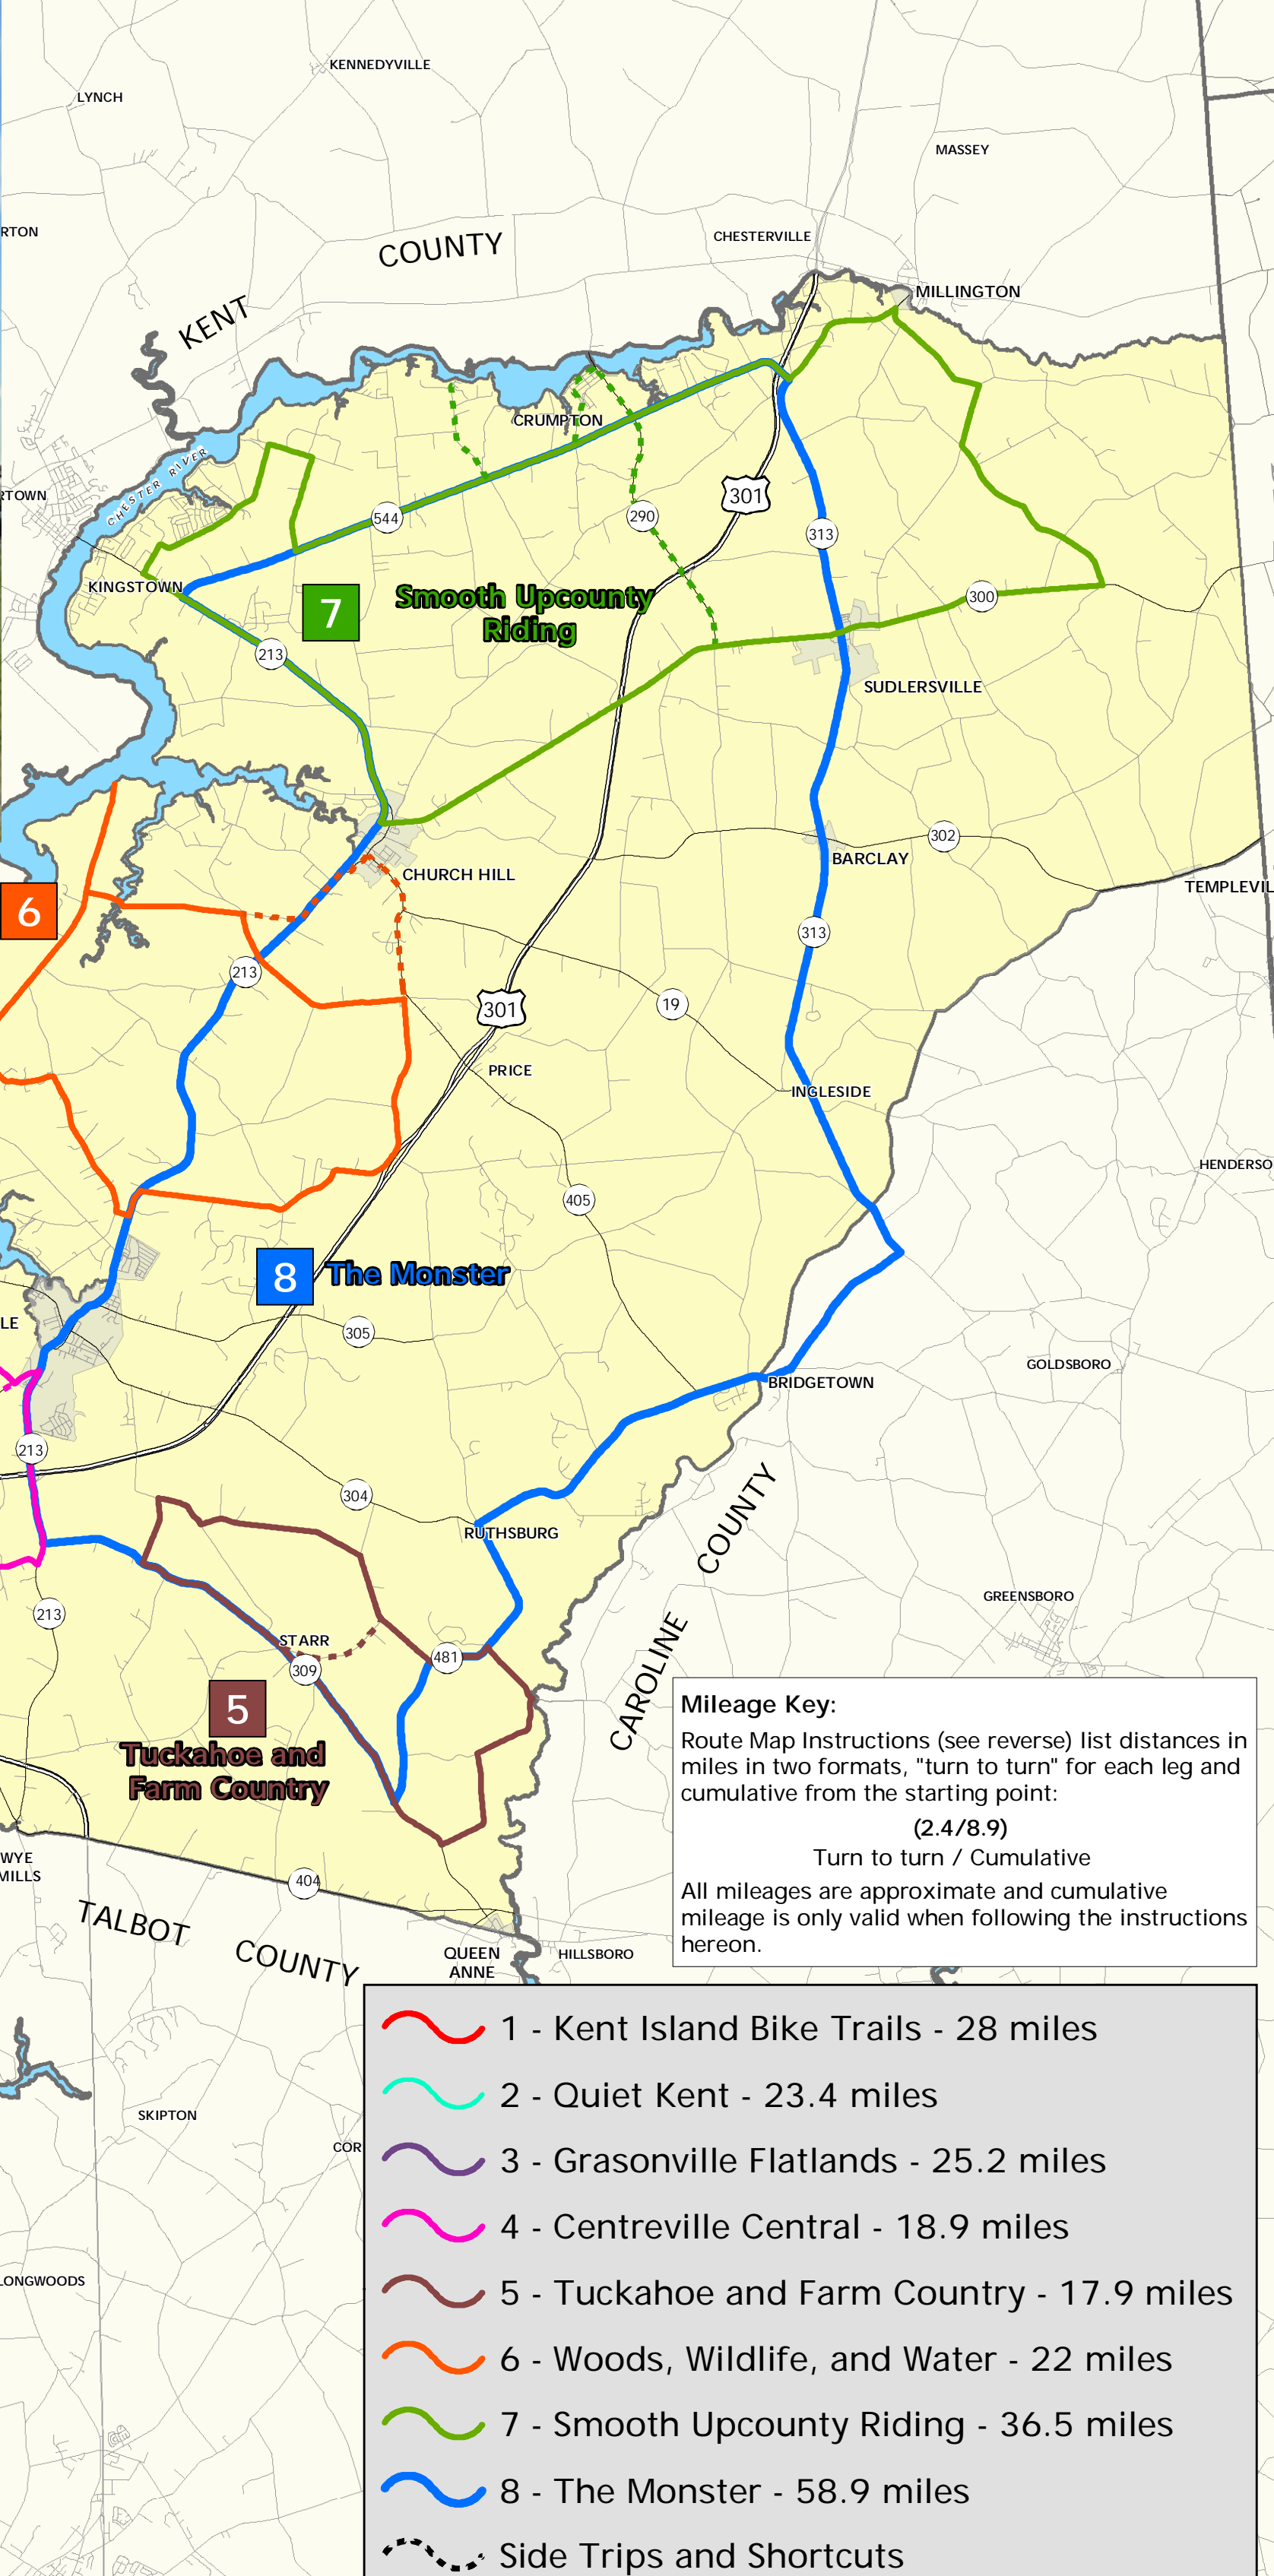 KENNEDYVILLE
LYNCH
MASSEY
RTON
CHESTERVILLE
KENT COUNTY
MILLINGTON
CRUMPTON
CHESTER RIVER
RTOWN
301
544
290
313
KINGSTOWN
7
Smooth Upcounty
Riding
300
213
SUDLERSVILLE
302
BARCLAY
CHURCH HILL
TEMPLEVIL
6
313
213
301
19
PRICE
INGLESIDE
HENDERSO
405
8
The Monster
LE
305
GOLDSBORO
BRIDGETOWN
213
304
RUTHSBURG
CAROLINE COUNTY
GREENSBORO
213
STARR
309
481
5
Tuckahoe and
Farm Country
Mileage Key:
Route Map Instructions (see reverse) list distances in
miles in two formats, "turn to turn" for each leg and
cumulative from the starting point:
(2.4/8.9)
Turn to turn / Cumulative
All mileages are approximate and cumulative
mileage is only valid when following the instructions
hereon.
WYE
MILLS
404
TALBOT COUNTY
QUEEN
ANNE
HILLSBORO
SKIPTON
COR
LONGWOODS
1 - Kent Island Bike Trails - 28 miles
2 - Quiet Kent - 23.4 miles
3 - Grasonville Flatlands - 25.2 miles
4 - Centreville Central - 18.9 miles
5 - Tuckahoe and Farm Country - 17.9 miles
6 - Woods, Wildlife, and Water - 22 miles
7 - Smooth Upcounty Riding - 36.5 miles
8 - The Monster - 58.9 miles
Side Trips and Shortcuts